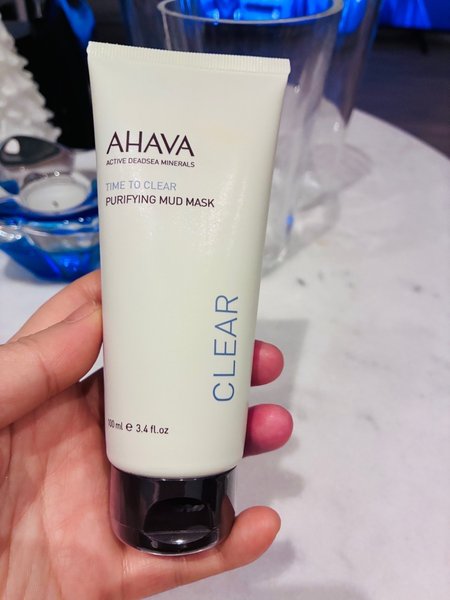 AHAVA
ACTIVE DEADSEA MINERALS
TIME TO CLEAR
PURIFYING MUD MASK
CLEAR
100 ml e 3.4 fl.oz